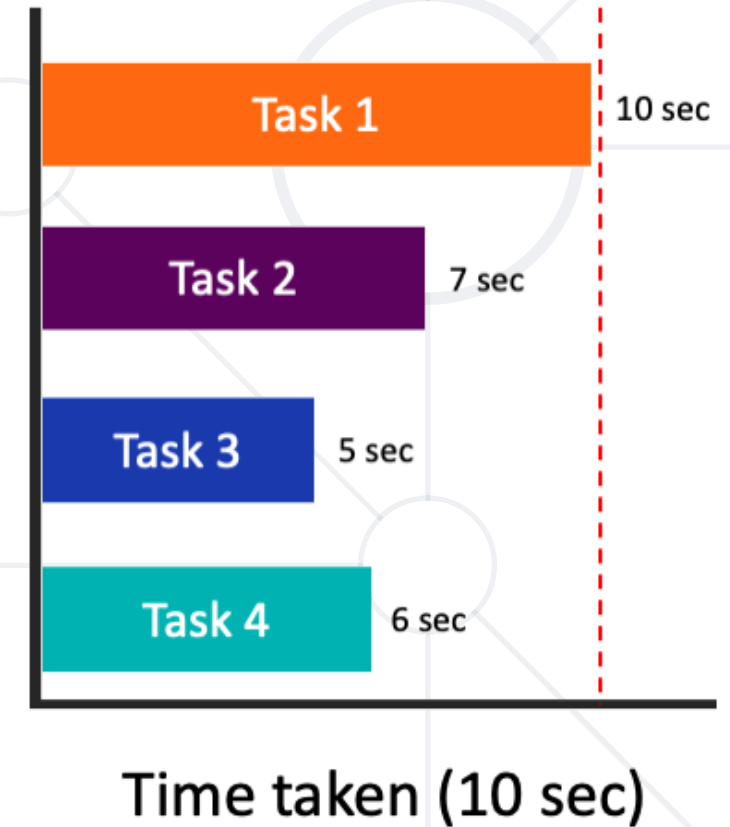 Task 1
10 sec
Task 2
7 sec
Task 3
5 sec
Task 4
6 sec
Time taken (10 sec)